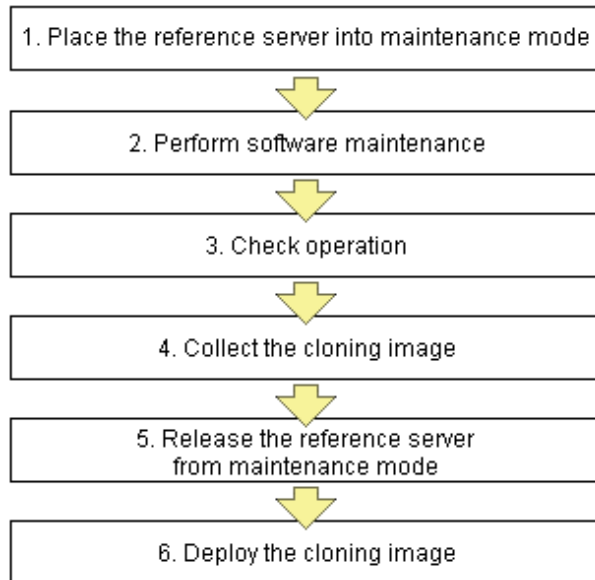 1. Place the reference server into maintenance mode
2. Perform software maintenance
3. Check operation
4. Collect the cloning image
5. Release the reference server
from maintenance mode
6. Deploy the cloning image